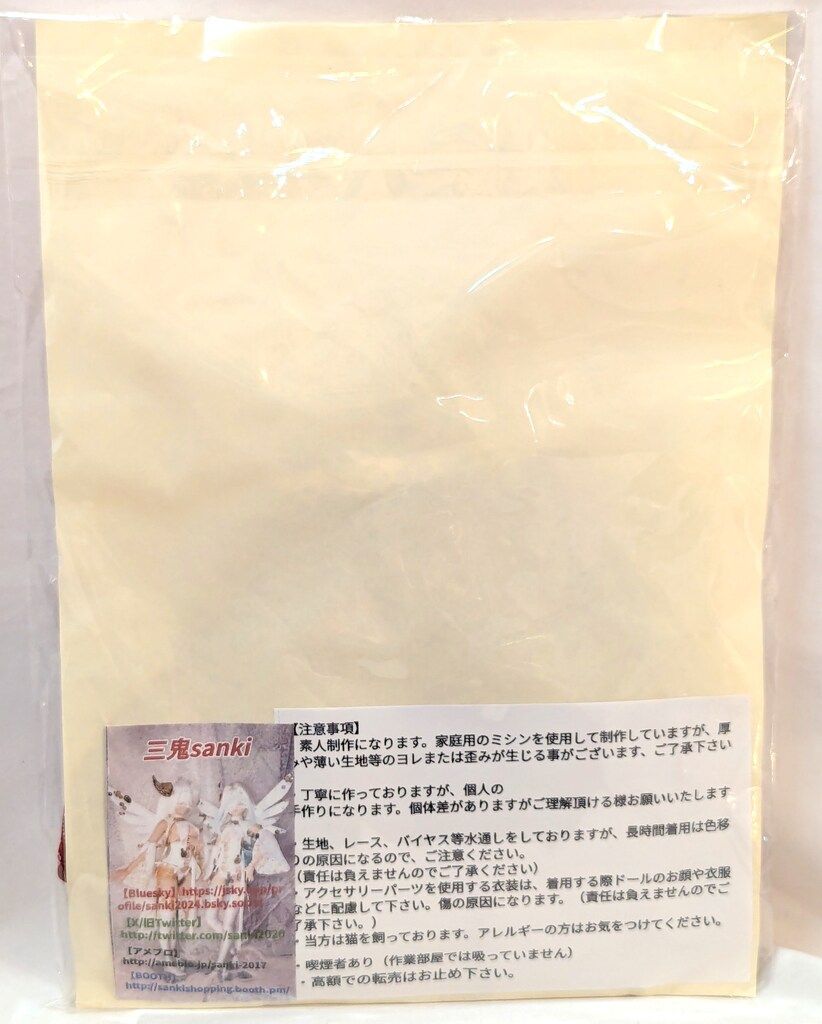 三鬼sanki
【Bluesky】https://jsky.app/pr
ofile/sanki2024.bsky.social
【X/旧Twitter】
http://twitter.com/sanki2020
【アメブロ】
http://ameblo.jp/sanki-2017
【BOOTH】
http://sankishopping.booth.pm/
【注意事項】
素人制作になります。家庭用のミシンを使用して制作していますが、厚
みや薄い生地等のヨレまたは歪みが生じる事がございます、ご了承下さい
・丁寧に作っておりますが、個人の
手作りになります。個体差がありますがご理解頂ける様お願いいたします
・生地、レース、バイヤス等水通しをしておりますが、長時間着用は色移
りの原因になるので、ご注意ください。
(責任は負えませんのでご了承ください)
・アクセサリーパーツを使用する衣装は、着用する際ドールのお顔や衣服
などに配慮して下さい。傷の原因になります。(責任は負えませんのでご
了承下さい。)
・当方は猫を飼っております。アレルギーの方はお気をつけてください。
・喫煙者あり(作業部屋では吸っていません)
・高額での転売はお止め下さい。